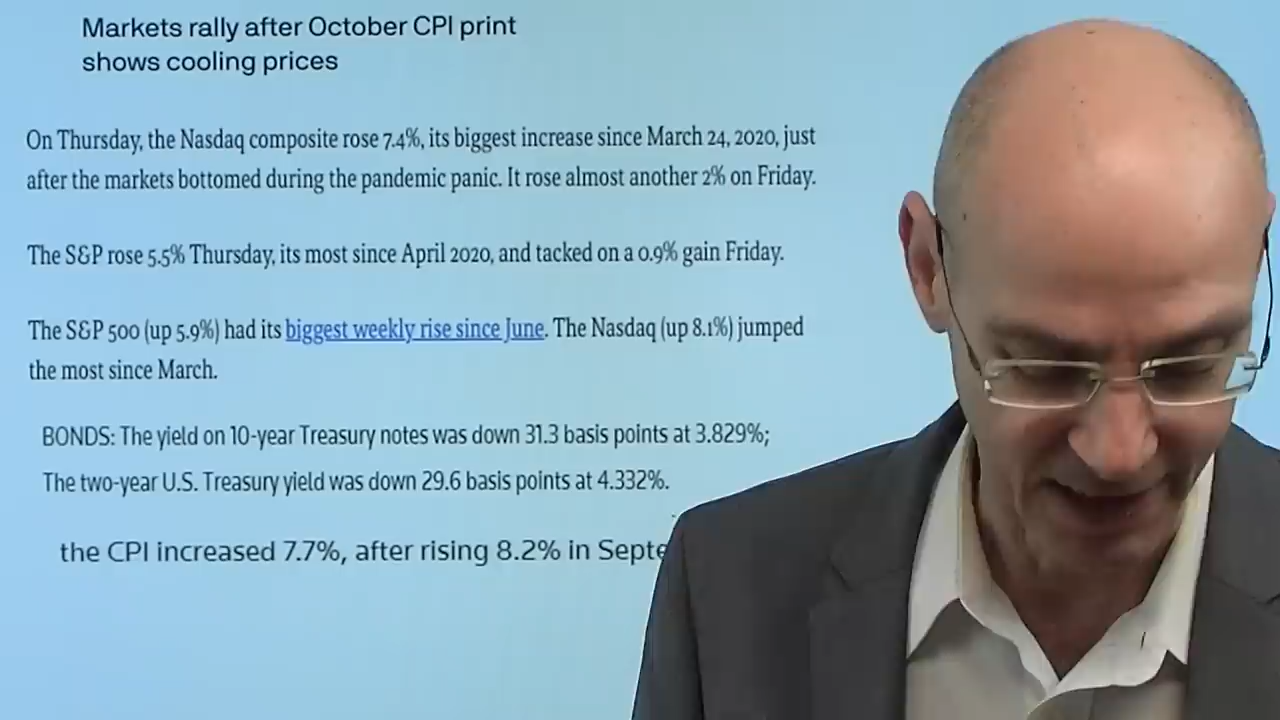 Markets rally after October CPI print
shows cooling prices
On Thursday, the Nasdaq composite rose 7.4%, its biggest increase since March 24, 2020, just
after the markets bottomed during the pandemic panic. It rose almost another 2% on Friday.
The S&P rose 5.5% Thursday, its most since April 2020, and tacked on a 0.9% gain Friday.
The S&P 500 (up 5.9%) had its biggest weekly rise since June. The Nasdaq (up 8.1%) jumped
the most since March.
BONDS: The yield on 10-year Treasury notes was down 31.3 basis points at 3.829%;
The two-year U.S. Treasury yield was down 29.6 basis points at 4.332%.
the CPI increased 7.7%, after rising 8.2% in Septe